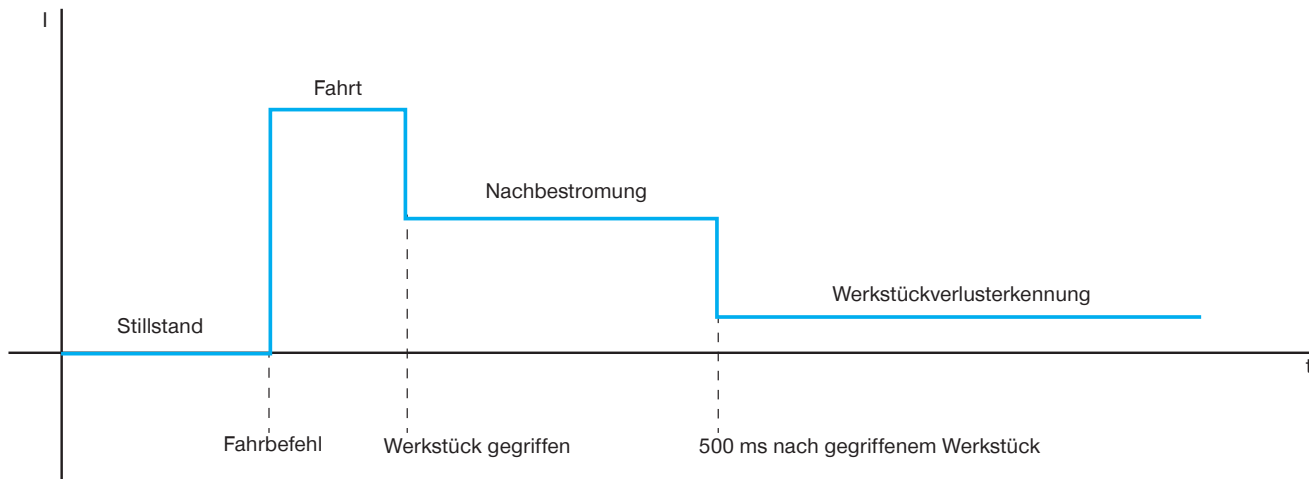 I
Fahrt
Nachbestromung
Werkstückverlusterkennung
Stillstand
t
Fahrbefehl
Werkstück gegriffen
500 ms nach gegriffenem Werkstück